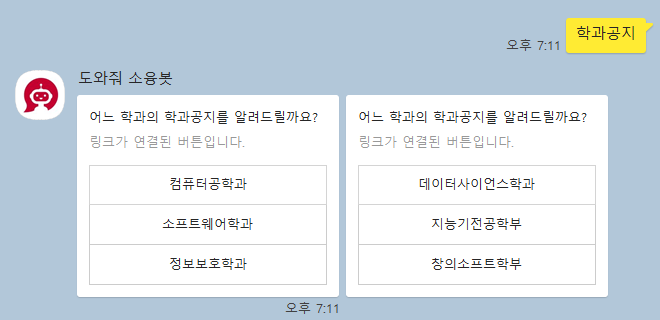 학과공지
오후 7:11
도와줘 소융봇
어느 학과의 학과공지를 알려드릴까요?
링크가 연결된 버튼입니다.
컴퓨터공학과
소프트웨어학과
정보보호학과
어느 학과의 학과공지를 알려드릴까요?
링크가 연결된 버튼입니다.
데이터사이언스학과
지능기전공학부
창의소프트학부
오후 7:11